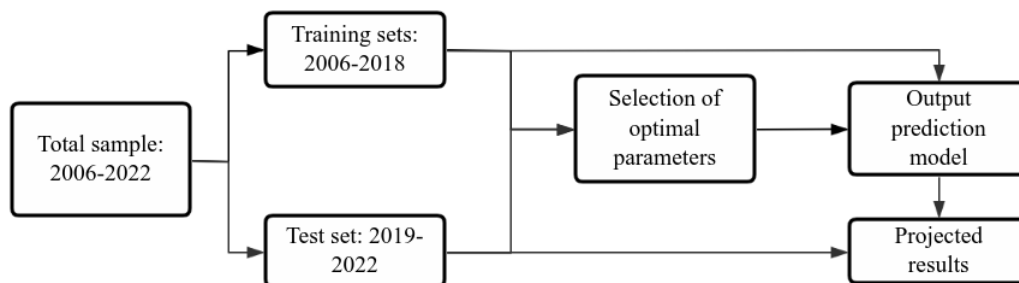 Total sample:
2006-2022
Training sets:
2006-2018
Test set: 2019-
2022
Selection of
optimal
parameters
Output
prediction
model
Projected
results